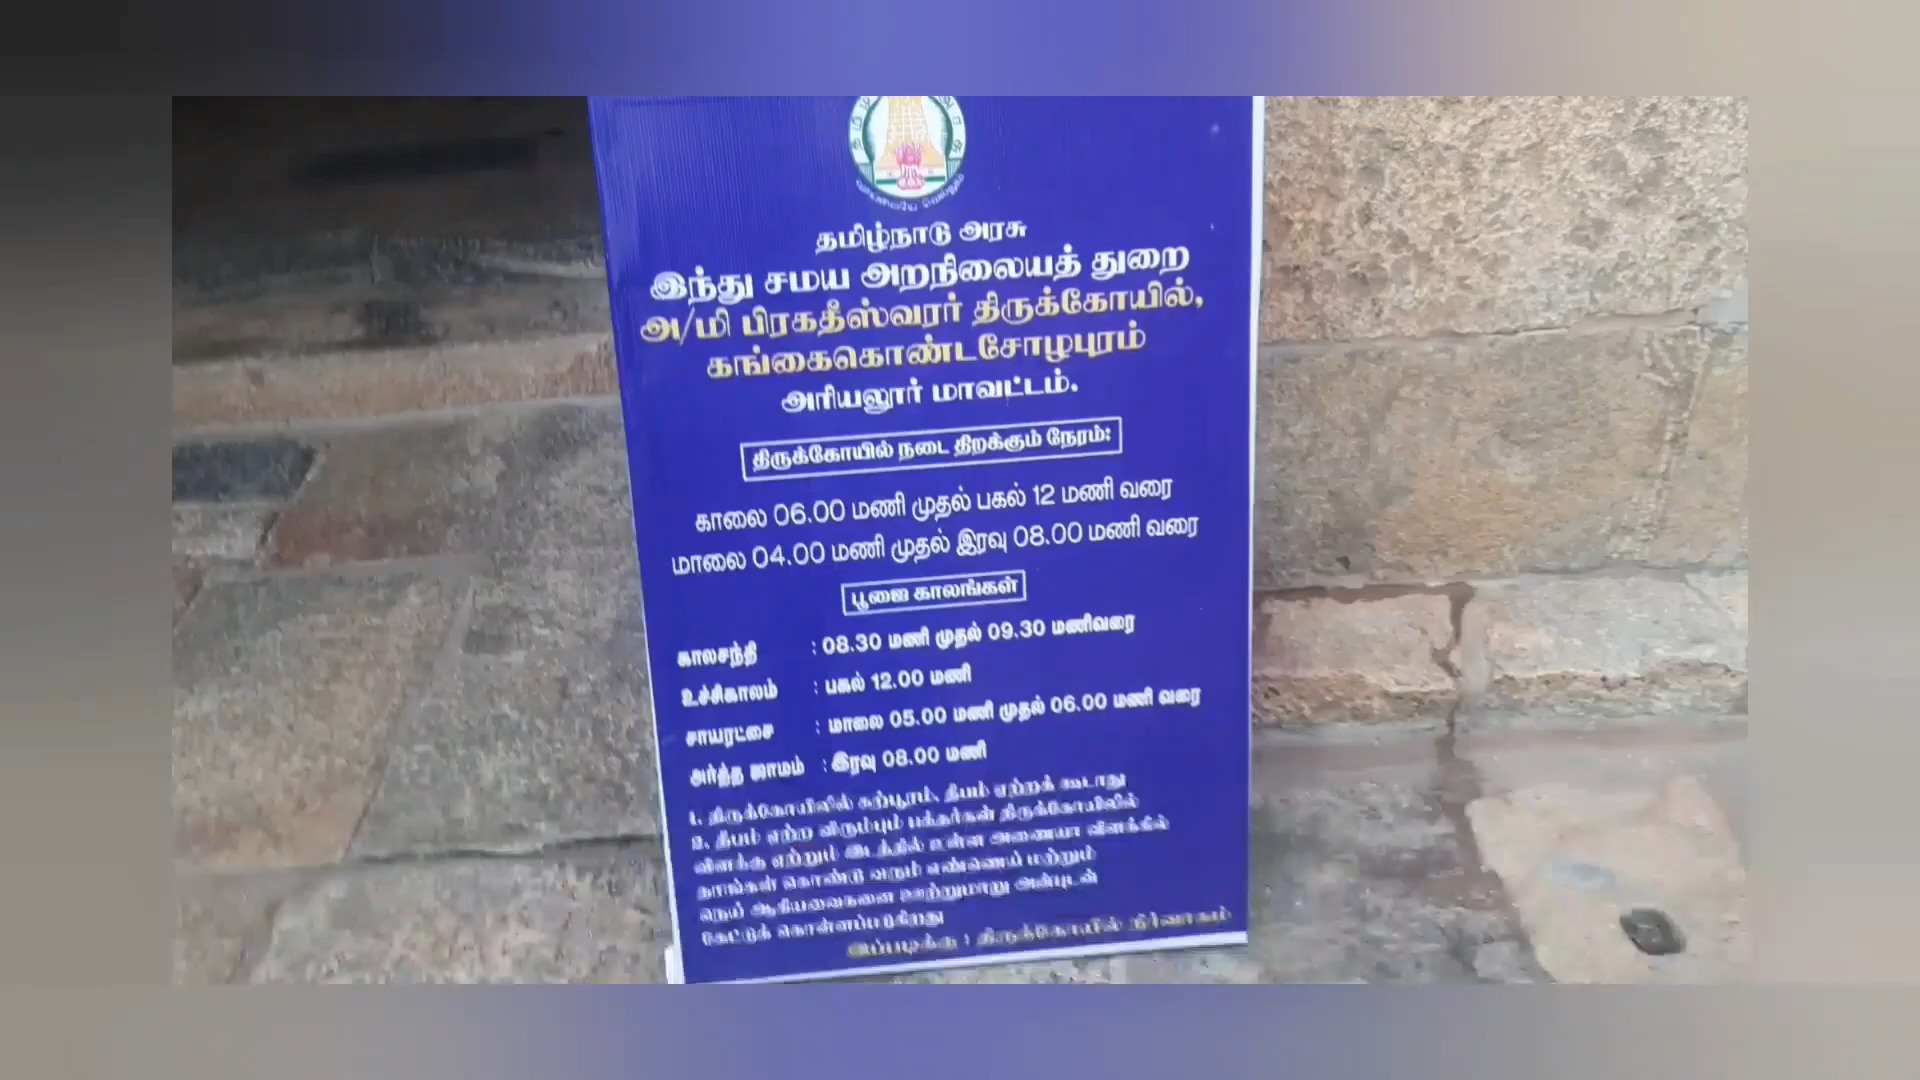 தமிழ்நாடு அரசு
இந்து சமய அறநிலையத் துறை
அ/மி பிரகதீஸ்வரர் திருக்கோயில்,
கங்கைகொண்டசோழபுரம்
அரியலூர் மாவட்டம்.
திருக்கோயில் நடை திறக்கும் நேரம்:
காலை 06.00 மணி முதல் பகல் 12 மணி வரை
மாலை 04.00 மணி முதல் இரவு 08.00 மணி வரை
பூஜை காலங்கள்
காலசந்தி : 08.30 மணி முதல் 09.30 மணிவரை
உச்சிகாலம் : பகல் 12.00 மணி
சாயரட்சை : மாலை 05.00 மணி முதல் 06.00 மணி வரை
அர்த்த ஜாமம் : இரவு 08.00 மணி
1. திருக்கோயிலில் கற்பூரம், தீபம் ஏற்றக் கூடாது
2. தீபம் ஏற்ற விரும்பும் பக்தர்கள் திருக்கோயிலில்
விளக்கு ஏற்றும் இடத்தில் உள்ள அணையா விளக்கில்
தாங்கள் கொண்டு வரும் எண்ணெய் மற்றும்
நெய் ஆகியவைகளை ஊற்றுமாறு அன்புடன்
கேட்டுக் கொள்ளப்படுகிறது
அப்படிக்கு : திருக்கோயில் நிர்வாகம்